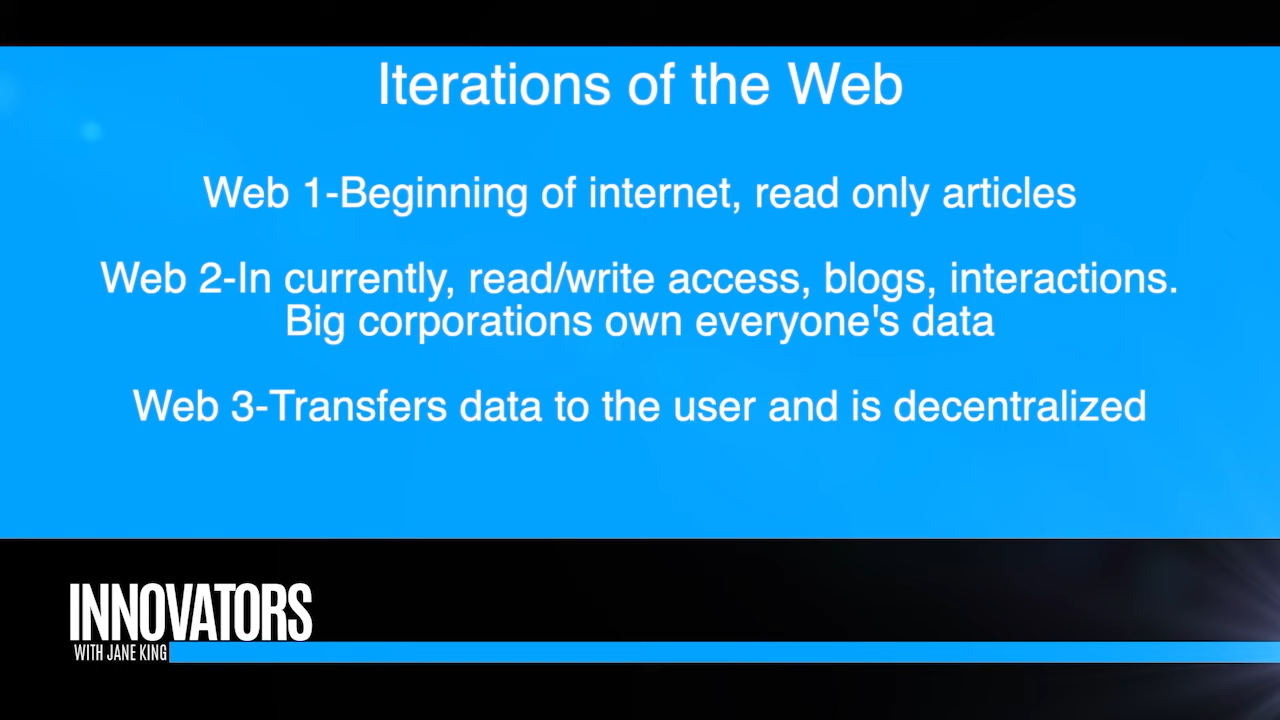 Iterations of the Web
Web 1-Beginning of internet, read only articles
Web 2-In currently, read/write access, blogs, interactions.
Big corporations own everyone's data
Web 3-Transfers data to the user and is decentralized
INNOVATORS
WITH JANE KING